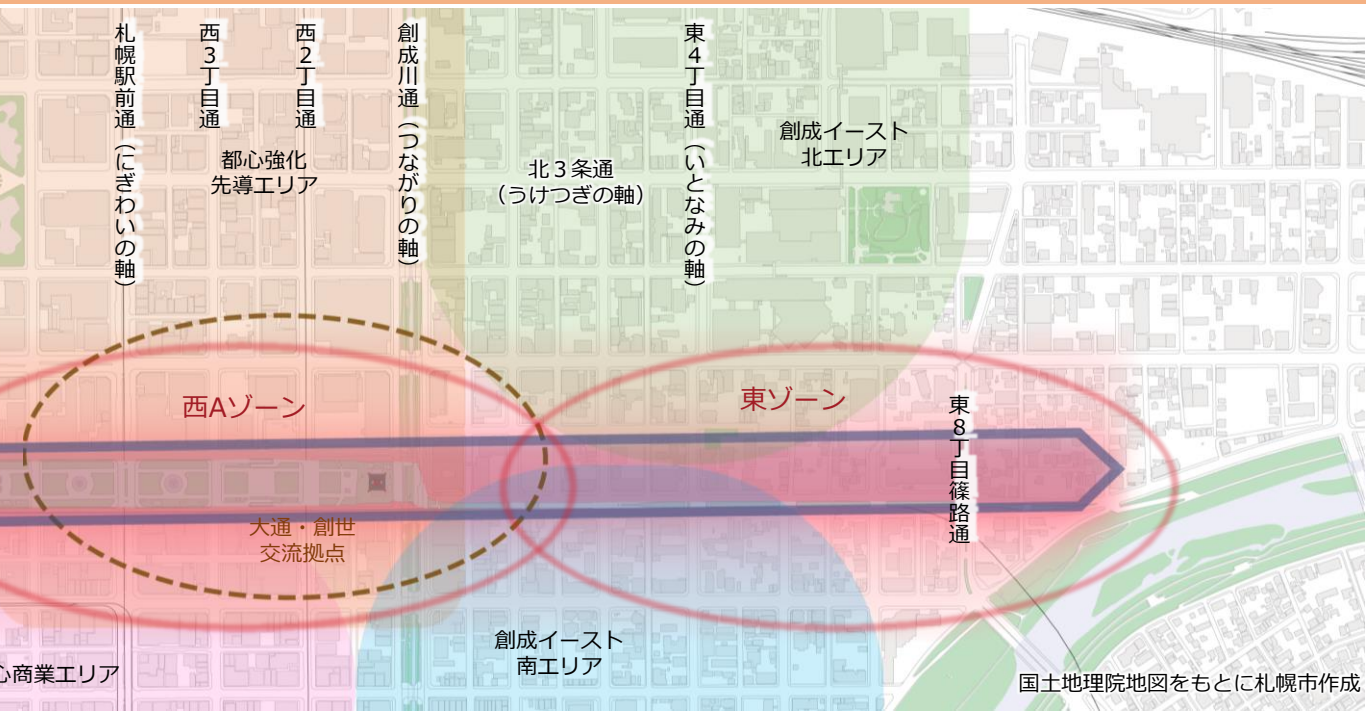 札幌駅前通（にぎわいの軸）
西３丁目通
西２丁目通
創成川通（つながりの軸）
東４丁目通（いとなみの軸）
都心強化
先導エリア
北３条通
（うけつぎの軸）
創成イースト
北エリア
西Aゾーン
東ゾーン
東８丁目篠路通
大通・創世
交流拠点
創成イースト
南エリア
心商業エリア
国土地理院地図をもとに札幌市作成